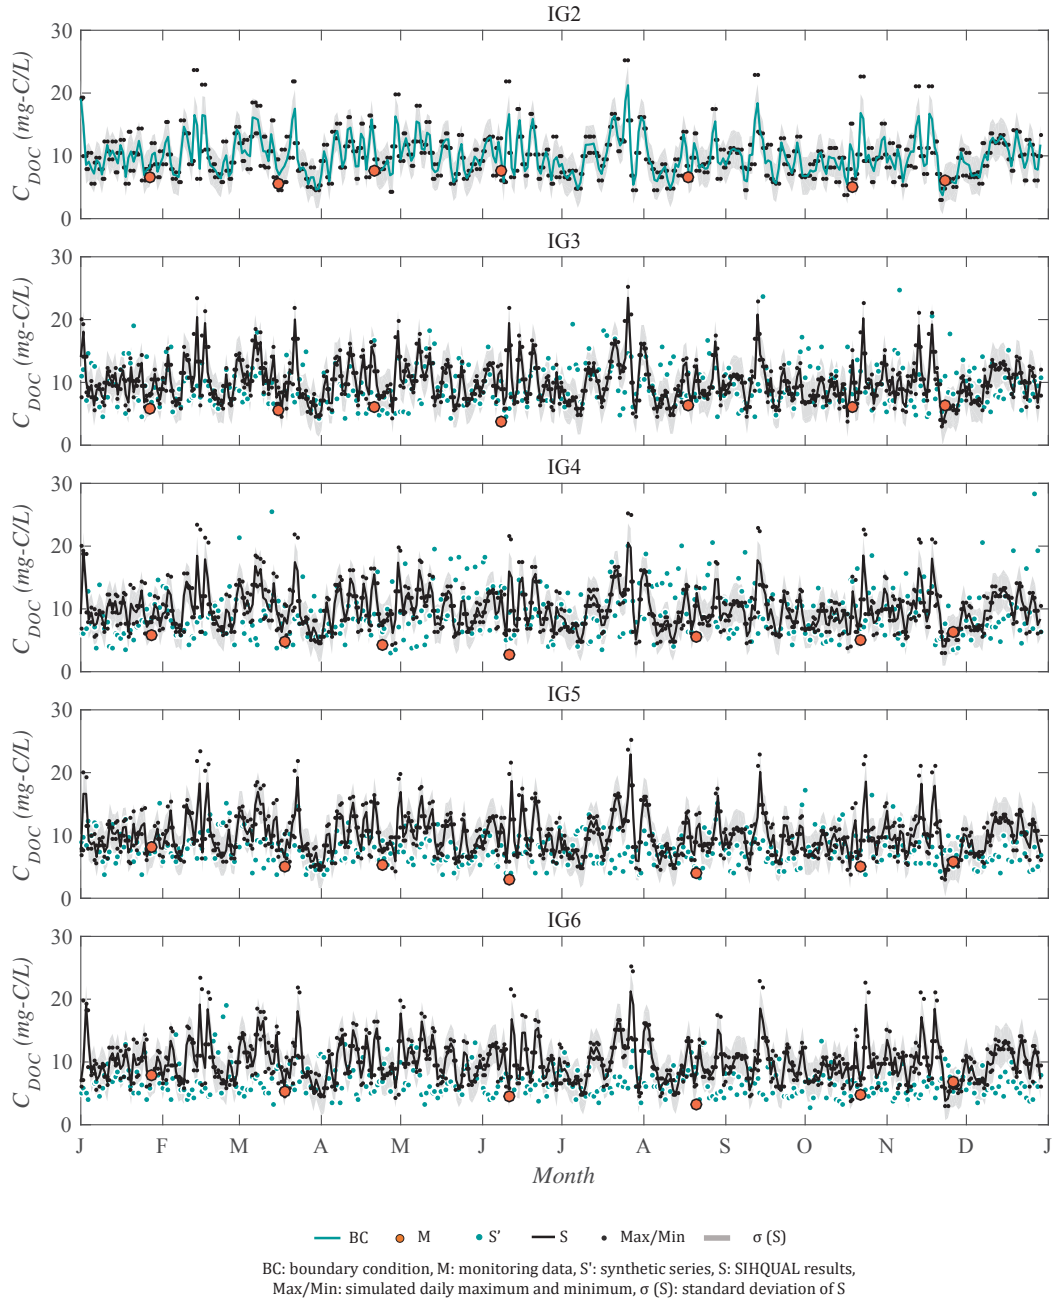 IG2
30
20
10
0
C_DOC (mg-C/L)
IG3
30
20
10
0
C_DOC (mg-C/L)
IG4
30
20
10
0
C_DOC (mg-C/L)
IG5
30
20
10
0
C_DOC (mg-C/L)
IG6
30
20
10
0
C_DOC (mg-C/L)
J F M A M J J A S O N D J
Month
BC M S' S Max/Min σ (S)
BC: boundary condition, M: monitoring data, S': synthetic series, S: SIHQUAL results,
Max/Min: simulated daily maximum and minimum, σ (S): standard deviation of S